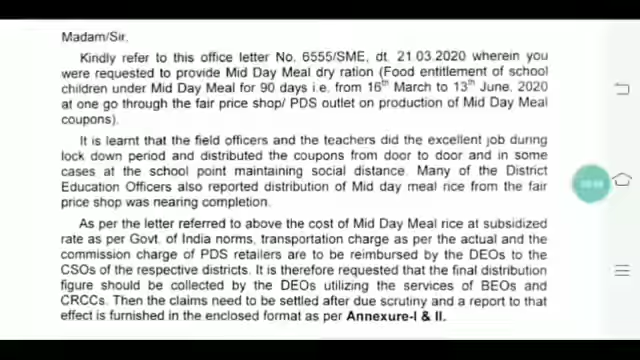 Madam/Sir,
Kindly refer to this office letter No. 6555/SME, dt. 21.03.2020 wherein you
were requested to provide Mid Day Meal dry ration (Food entitlement of school
children under Mid Day Meal for 90 days i.e. from 16th March to 13th June, 2020
at one go through the fair price shop/ PDS outlet on production of Mid Day Meal
coupons).
It is learnt that the field officers and the teachers did the excellent job during
lock down period and distributed the coupons from door to door and in some
cases at the school point maintaining social distance. Many of the District
Education Officers also reported distribution of Mid day meal rice from the fair
price shop was nearing completion.
As per the letter referred to above the cost of Mid Day Meal rice at subsidized
rate as per Govt. of India norms, transportation charge as per the actual and the
commission charge of PDS retailers are to be reimbursed by the DEOs to the
CSOs of the respective districts. It is therefore requested that the final distribution
figure should be collected by the DEOs utilizing the services of BEOs and
CRCCs. Then the claims need to be settled after due scrutiny and a report to that
effect is furnished in the enclosed format as per Annexure-I & II.